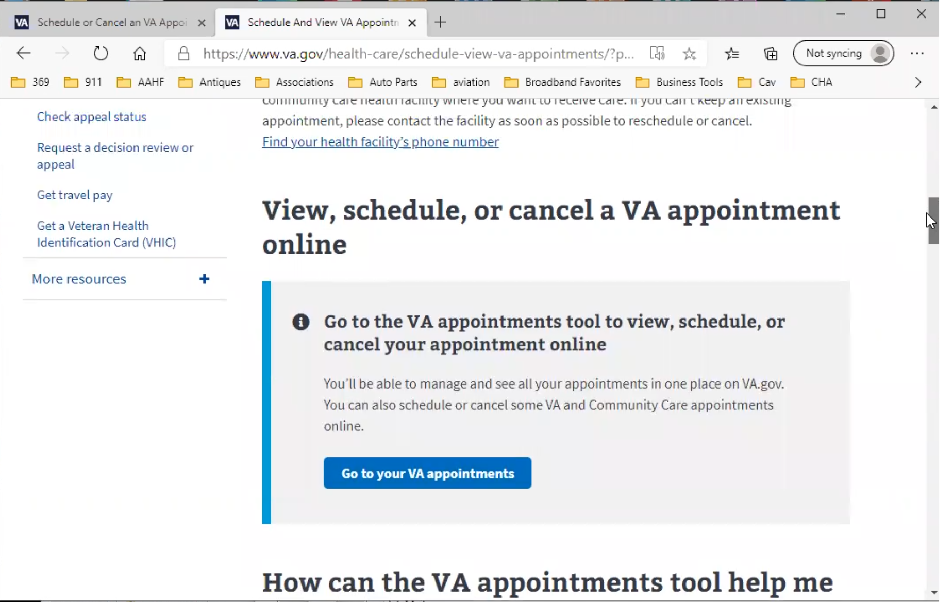 Schedule or Cancel an VA Appoi
Schedule And View VA Appointm
https://www.va.gov/health-care/schedule-view-va-appointments/?p...
Not syncing
369 911 AAHF Antiques Associations Auto Parts aviation Broadband Favorites Business Tools Cav CHA
community care health facility where you want to receive care. If you can't keep an existing
appointment, please contact the facility as soon as possible to reschedule or cancel.
Find your health facility's phone number
Check appeal status
Request a decision review or
appeal
Get travel pay
Get a Veteran Health
Identification Card (VHIC)
More resources +
View, schedule, or cancel a VA appointment
online
Go to the VA appointments tool to view, schedule, or
cancel your appointment online
You'll be able to manage and see all your appointments in one place on VA.gov.
You can also schedule or cancel some VA and Community Care appointments
online.
Go to your VA appointments
How can the VA appointments tool help me